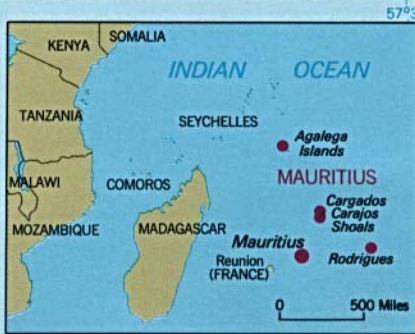 57°3
SOMALIA
KENYA
INDIAN OCEAN
TANZANIA
SEYCHELLES
Agalega
Islands
MALAWI
COMOROS
MAURITIUS
Cargados
Carajos
Shoals
MOZAMBIQUE
MADAGASCAR
Mauritius
Reunion
(FRANCE)
Rodrigues
0 500 Miles